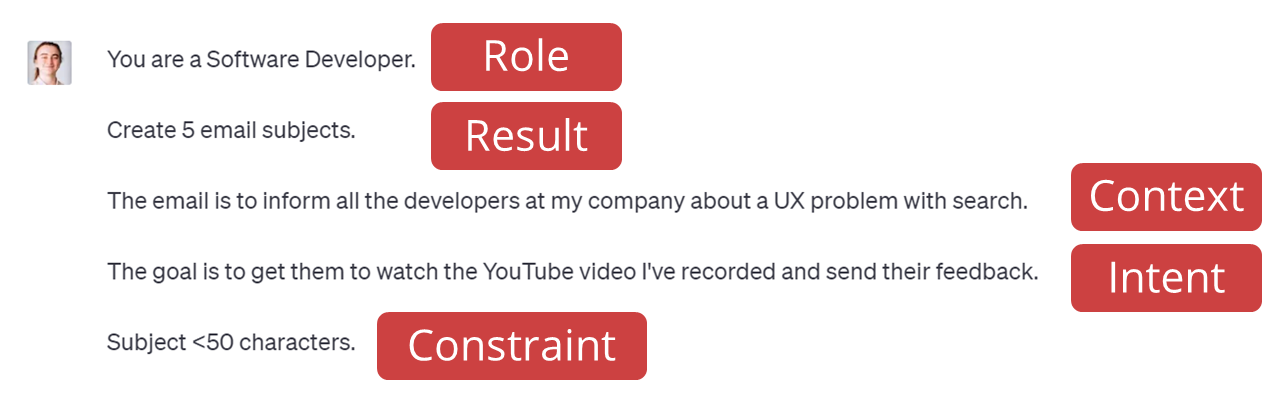 You are a Software Developer. Role
Create 5 email subjects. Result
The email is to inform all the developers at my company about a UX problem with search. Context
The goal is to get them to watch the YouTube video I've recorded and send their feedback. Intent
Subject <50 characters. Constraint